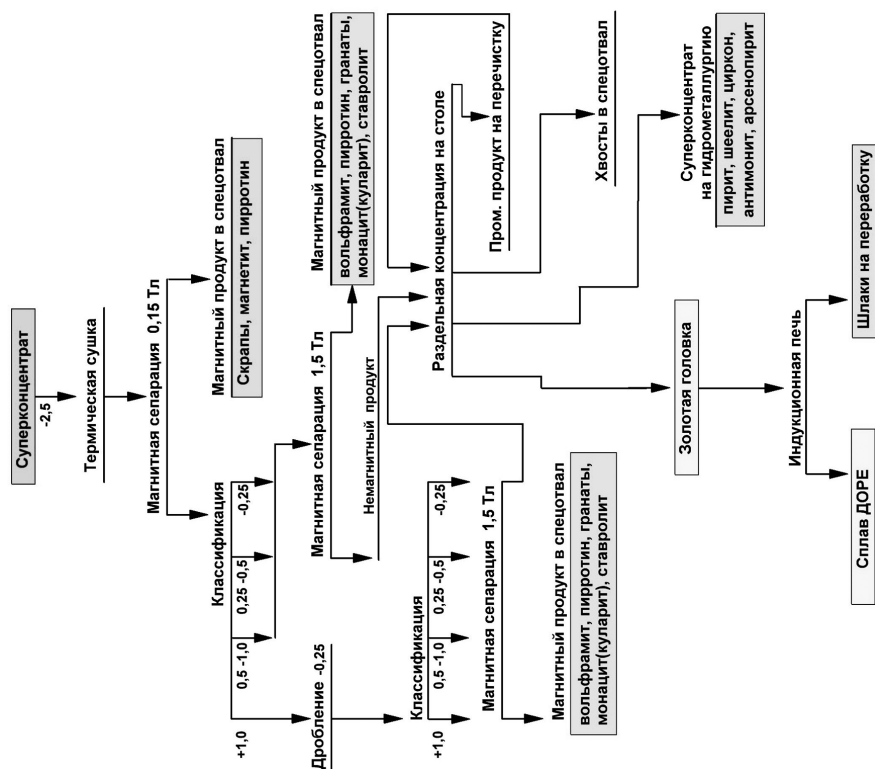 Суперконцентрат
-2,5
Термическая сушка
Магнитная сепарация 0,15 Тл
Магнитный продукт в спецотвал
Скрапы, магнетит, пирротин
Классификация
+1,0
0,5 -1,0
0,25 -0,5
-0,25
Дробление -0,25
Магнитная сепарация 1,5 Тл
Магнитный продукт в спецотвал
вольфрамит, пирротин, гранаты,
монацит(куларит), ставролит
Немагнитный продукт
Классификация
+1,0
0,5 -1,0
0,25 -0,5
-0,25
Магнитная сепарация 1,5 Тл
Магнитный продукт в спецотвал
вольфрамит, пирротин, гранаты,
монацит(куларит), ставролит
Раздельная концентрация на столе
Пром. продукт на перечистку
Хвосты в спецотвал
Суперконцентрат
на гидрометаллургию
пирит, шеелит, циркон,
антимонит, арсенопирит
Золотая головка
Индукционная печь
Сплав ДОРЕ
Шлаки на переработку